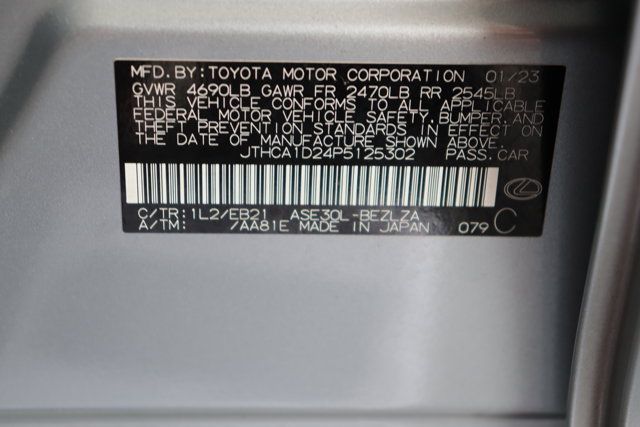 MFD. BY: TOYOTA MOTOR CORPORATION 01/23
GVWR 4690LB GAWR FR 2470LB RR 2545LB
THIS VEHICLE CONFORMS TO ALL APPLICABLE
FEDERAL MOTOR VEHICLE SAFETY, BUMPER, AND
THEFT PREVENTION STANDARDS IN EFFECT ON
THE DATE OF MANUFACTURE SHOWN ABOVE.
JTHCA1D24P5125302 PASS. CAR
C/TR: 1L2/EB21 ASE30L-BEZLZA
A/TM: /AA81E MADE IN JAPAN 079 C